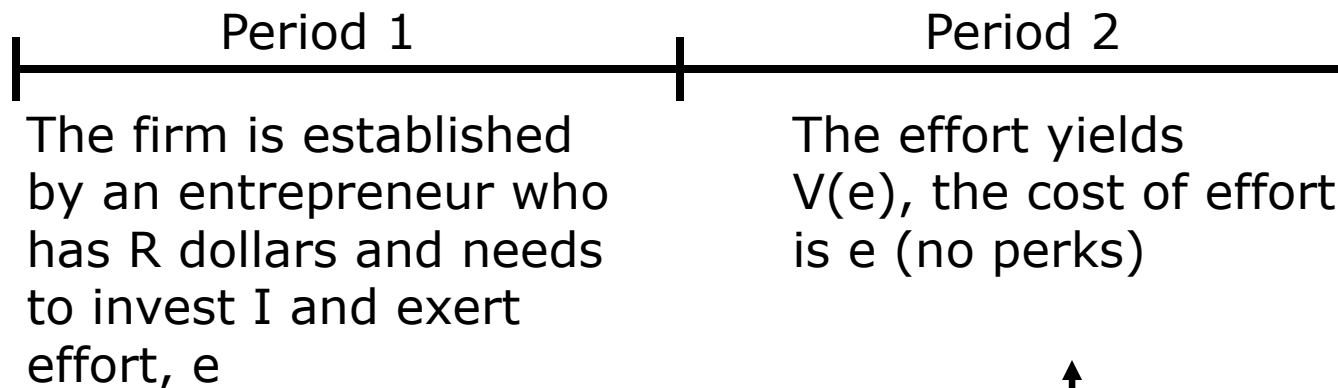 Period 1
Period 2
The firm is established
by an entrepreneur who
has R dollars and needs
to invest I and exert
effort, e
The effort yields
V(e), the cost of effort
is e (no perks)